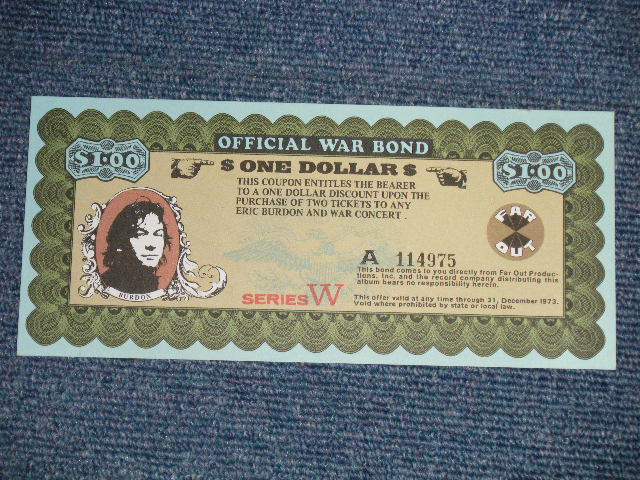 OFFICIAL WAR BOND
$1.00
$ ONE DOLLAR $
$1.00
THIS COUPON ENTITLES THE BEARER
TO A ONE DOLLAR DISCOUNT UPON THE
PURCHASE OF TWO TICKETS TO ANY
ERIC BURDON AND WAR CONCERT .
FAR
OUT
A 114975
This bond comes to you directly from Far Out Produc-
tions, Inc. and the record company distributing this
album bears no responsibility herein.
BURDON
SERIES W
This offer valid at any time through 31, December 1973.
Void where prohibited by state or local law.